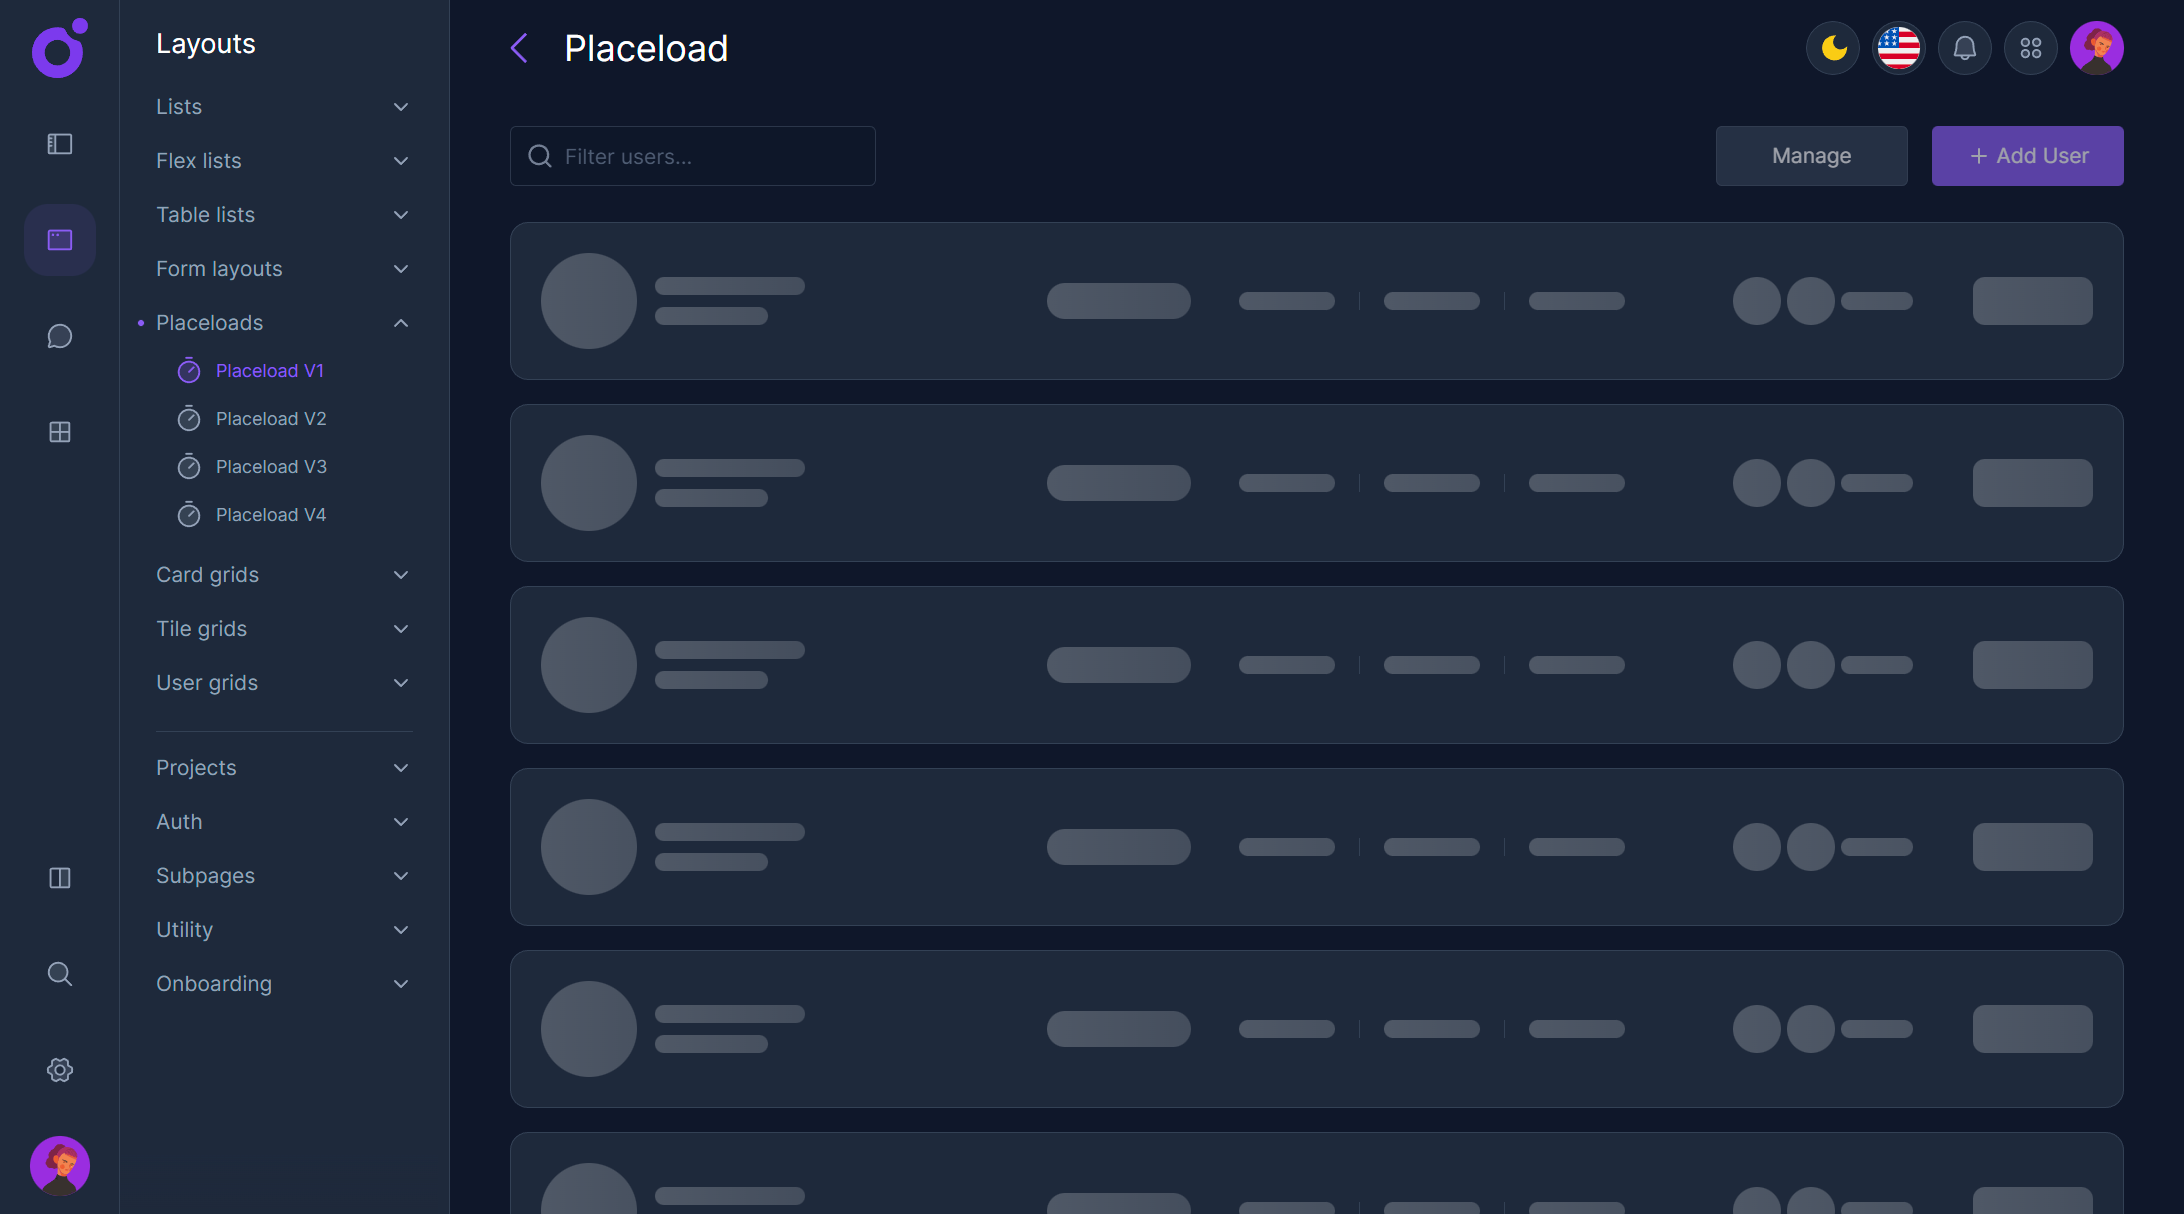 Layouts
Lists
Flex lists
Table lists
Form layouts
Placeloads
Placeload V1
Placeload V2
Placeload V3
Placeload V4
Card grids
Tile grids
User grids
Projects
Auth
Subpages
Utility
Onboarding
Placeload
Filter users...
Manage
Add User